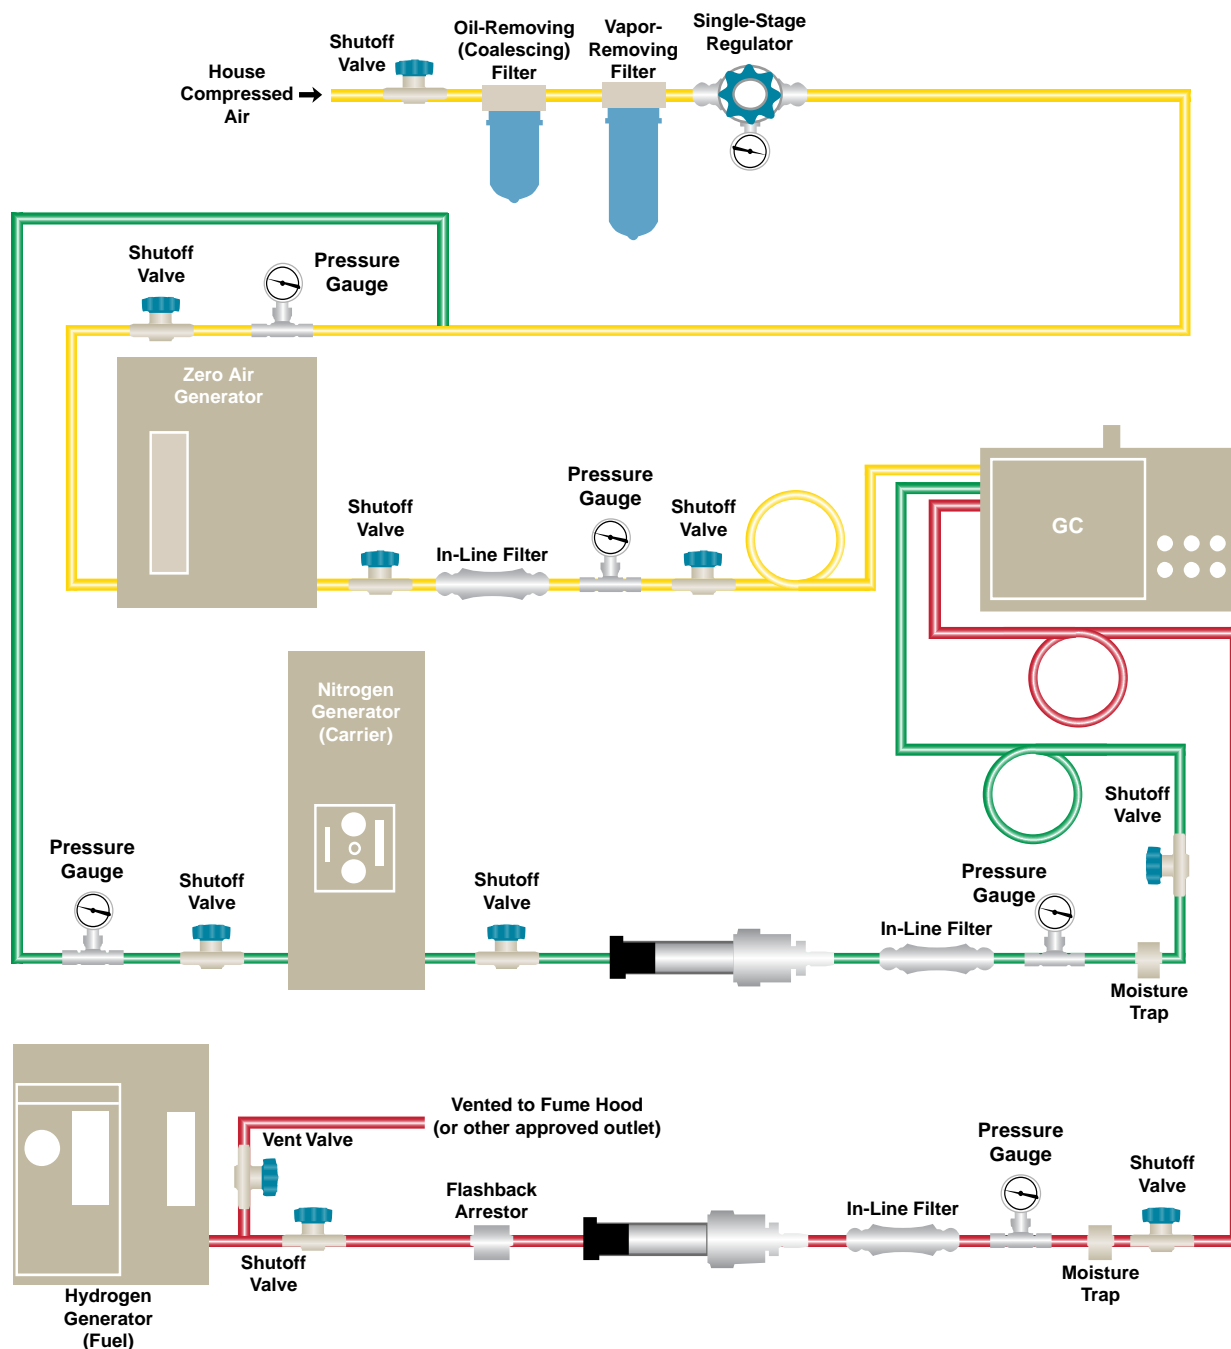 House
Compressed
Air
Shutoff
Valve
Oil-Removing
(Coalescing)
Filter
Vapor-
Removing
Filter
Single-Stage
Regulator
Shutoff
Valve
Pressure
Gauge
Zero Air
Generator
Shutoff
Valve
In-Line Filter
Pressure
Gauge
Shutoff
Valve
GC
Nitrogen
Generator
(Carrier)
Pressure
Gauge
Shutoff
Valve
Shutoff
Valve
In-Line Filter
Pressure
Gauge
Shutoff
Valve
Moisture
Trap
Vented to Fume Hood
(or other approved outlet)
Vent Valve
Shutoff
Valve
Flashback
Arrestor
In-Line Filter
Pressure
Gauge
Shutoff
Valve
Moisture
Trap
Hydrogen
Generator
(Fuel)